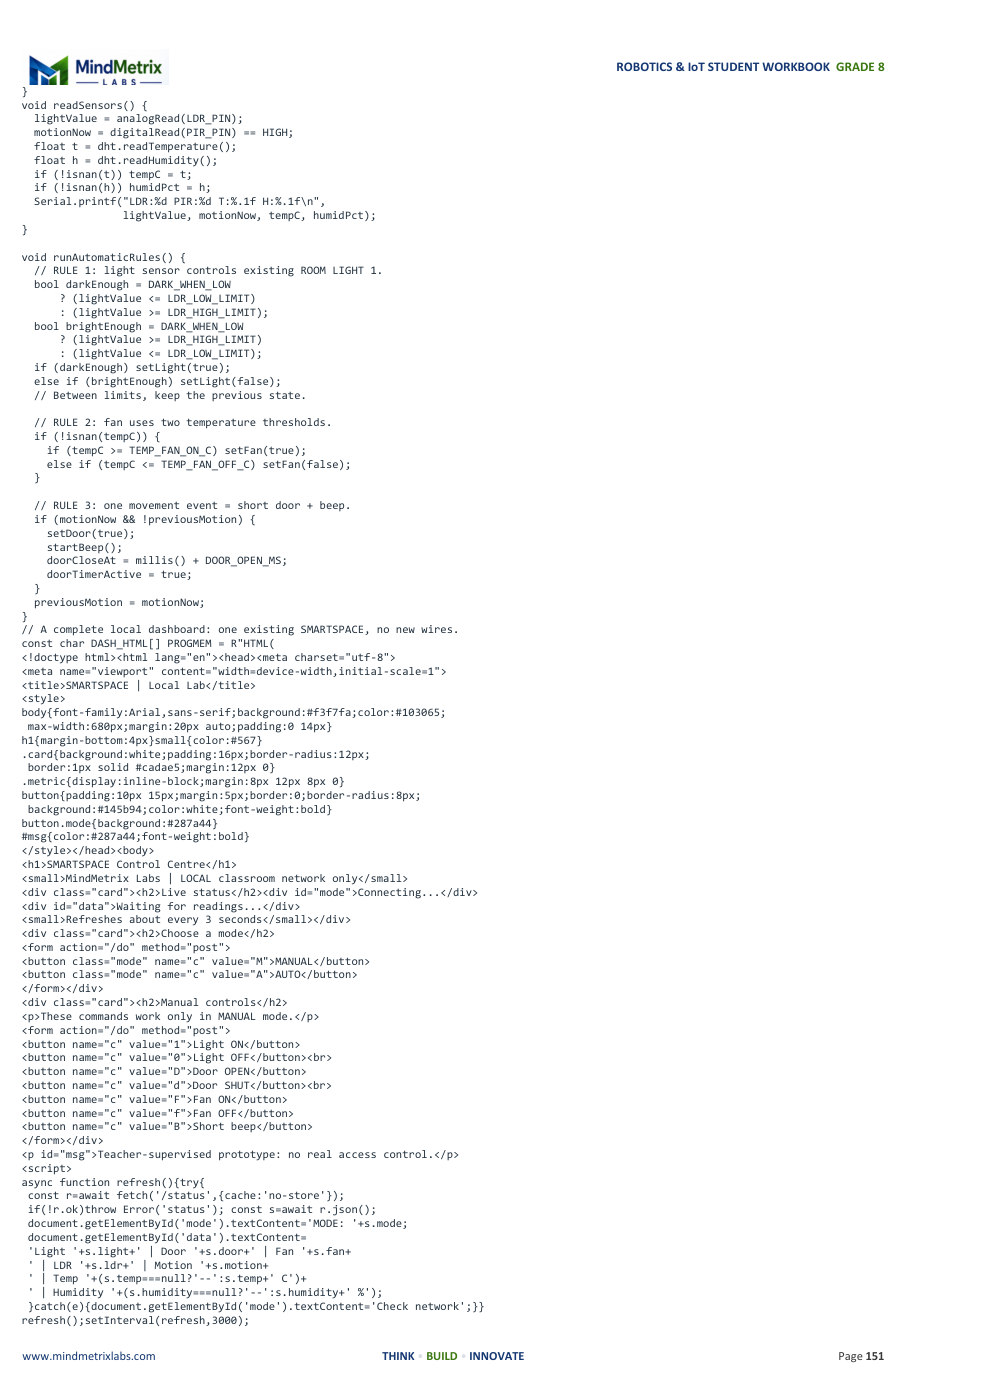 MindMetrix
LABS
ROBOTICS & IoT STUDENT WORKBOOK GRADE 8
}
void readSensors() {
  lightValue = analogRead(LDR_PIN);
  motionNow = digitalRead(PIR_PIN) == HIGH;
  float t = dht.readTemperature();
  float h = dht.readHumidity();
  if (!isnan(t)) tempC = t;
  if (!isnan(h)) humidPct = h;
  Serial.printf("LDR:%d PIR:%d T:%.1f H:%.1f\n",
                lightValue, motionNow, tempC, humidPct);
}

void runAutomaticRules() {
  // RULE 1: light sensor controls existing ROOM LIGHT 1.
  bool darkEnough = DARK_WHEN_LOW
      ? (lightValue <= LDR_LOW_LIMIT)
      : (lightValue >= LDR_HIGH_LIMIT);
  bool brightEnough = DARK_WHEN_LOW
      ? (lightValue >= LDR_HIGH_LIMIT)
      : (lightValue <= LDR_LOW_LIMIT);
  if (darkEnough) setLight(true);
  else if (brightEnough) setLight(false);
  // Between limits, keep the previous state.

  // RULE 2: fan uses two temperature thresholds.
  if (!isnan(tempC)) {
    if (tempC >= TEMP_FAN_ON_C) setFan(true);
    else if (tempC <= TEMP_FAN_OFF_C) setFan(false);
  }

  // RULE 3: one movement event = short door + beep.
  if (motionNow && !previousMotion) {
    setDoor(true);
    startBeep();
    doorCloseAt = millis() + DOOR_OPEN_MS;
    doorTimerActive = true;
  }
  previousMotion = motionNow;
}
// A complete local dashboard: one existing SMARTSPACE, no new wires.
const char DASH_HTML[] PROGMEM = R"HTML(
<!doctype html><html lang="en"><head><meta charset="utf-8">
<meta name="viewport" content="width=device-width,initial-scale=1">
<title>SMARTSPACE | Local Lab</title>
<style>
body{font-family:Arial,sans-serif;background:#f3f7fa;color:#103065;
 max-width:680px;margin:20px auto;padding:0 14px}
h1{margin-bottom:4px}small{color:#567}
.card{background:white;padding:16px;border-radius:12px;
 border:1px solid #cadae5;margin:12px 0}
.metric{display:inline-block;margin:8px 12px 8px 0}
button{padding:10px 15px;margin:5px;border:0;border-radius:8px;
 background:#145b94;color:white;font-weight:bold}
button.mode{background:#287a44}
#msg{color:#287a44;font-weight:bold}
</style></head><body>
<h1>SMARTSPACE Control Centre</h1>
<small>MindMetrix Labs | LOCAL classroom network only</small>
<div class="card"><h2>Live status</h2><div id="mode">Connecting...</div>
<div id="data">Waiting for readings...</div>
<small>Refreshes about every 3 seconds</small></div>
<div class="card"><h2>Choose a mode</h2>
<form action="/do" method="post">
<button class="mode" name="c" value="M">MANUAL</button>
<button class="mode" name="c" value="A">AUTO</button>
</form></div>
<div class="card"><h2>Manual controls</h2>
<p>These commands work only in MANUAL mode.</p>
<form action="/do" method="post">
<button name="c" value="1">Light ON</button>
<button name="c" value="0">Light OFF</button><br>
<button name="c" value="D">Door OPEN</button>
<button name="c" value="d">Door SHUT</button><br>
<button name="c" value="F">Fan ON</button>
<button name="c" value="f">Fan OFF</button>
<button name="c" value="B">Short beep</button>
</form></div>
<p id="msg">Teacher-supervised prototype: no real access control.</p>
<script>
async function refresh(){try{
 const r=await fetch('/status',{cache:'no-store'});
 if(!r.ok)throw Error('status'); const s=await r.json();
 document.getElementById('mode').textContent='MODE: '+s.mode;
 document.getElementById('data').textContent=
 'Light '+s.light+' | Door '+s.door+' | Fan '+s.fan+
 ' | LDR '+s.ldr+' | Motion '+s.motion+
 ' | Temp '+(s.temp===null?'--':s.temp+' C')+
 ' | Humidity '+(s.humidity===null?'--':s.humidity+' %');
 }catch(e){document.getElementById('mode').textContent='Check network';}}
refresh();setInterval(refresh,3000);
www.mindmetrixlabs.com
THINK • BUILD • INNOVATE
Page 151